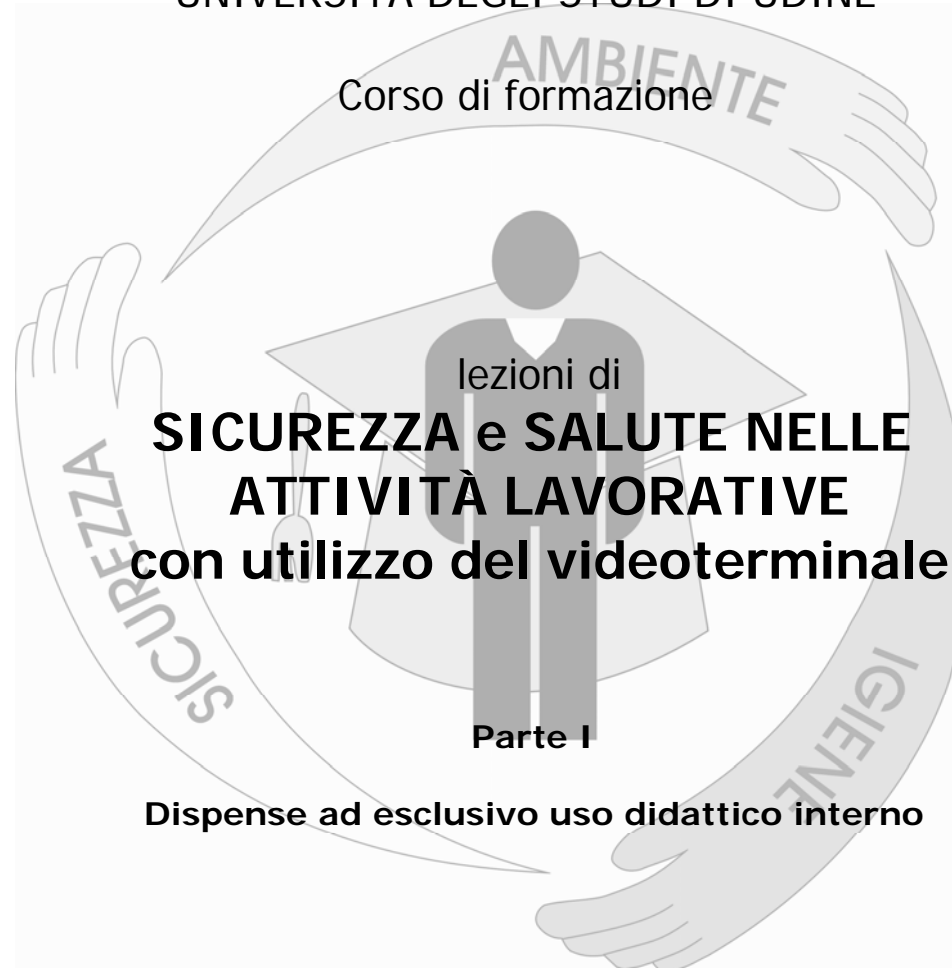 UNIVERSITÀ DEGLI STUDI DI UDINE
AMBIENTE
Corso di formazione
lezioni di
SICUREZZA e SALUTE NELLE
ATTIVITÀ LAVORATIVE
con utilizzo del videoterminale
SICUREZZA
IGIENE
Parte I
Dispense ad esclusivo uso didattico interno